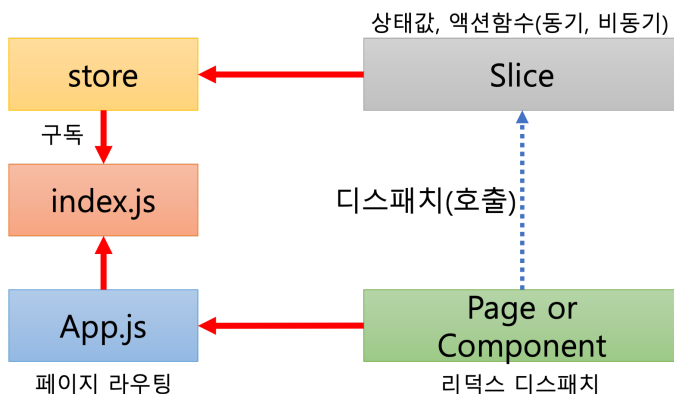 상태값, 액션함수(동기, 비동기)
store
Slice
구독
index.js
디스패치(호출)
App.js
Page or
Component
페이지 라우팅
리덕스 디스패치